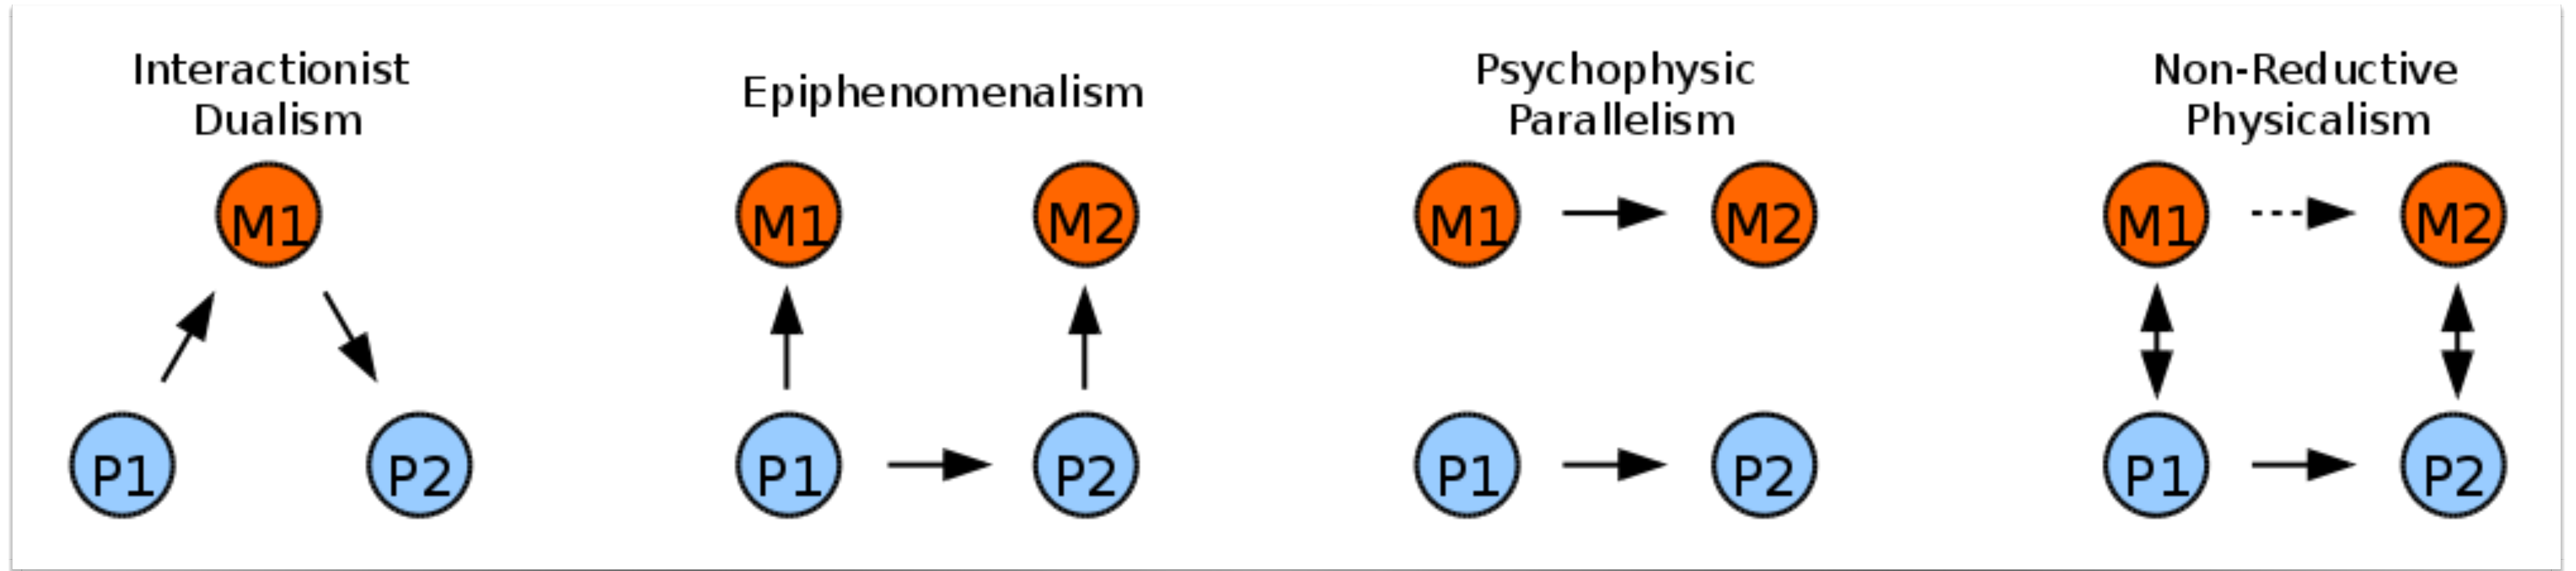 Interactionist
Dualism
M1
P1
P2
Epiphenomenalism
M1
M2
P1
P2
Psychophysic
Parallelism
M1
M2
P1
P2
Non-Reductive
Physicalism
M1
M2
P1
P2